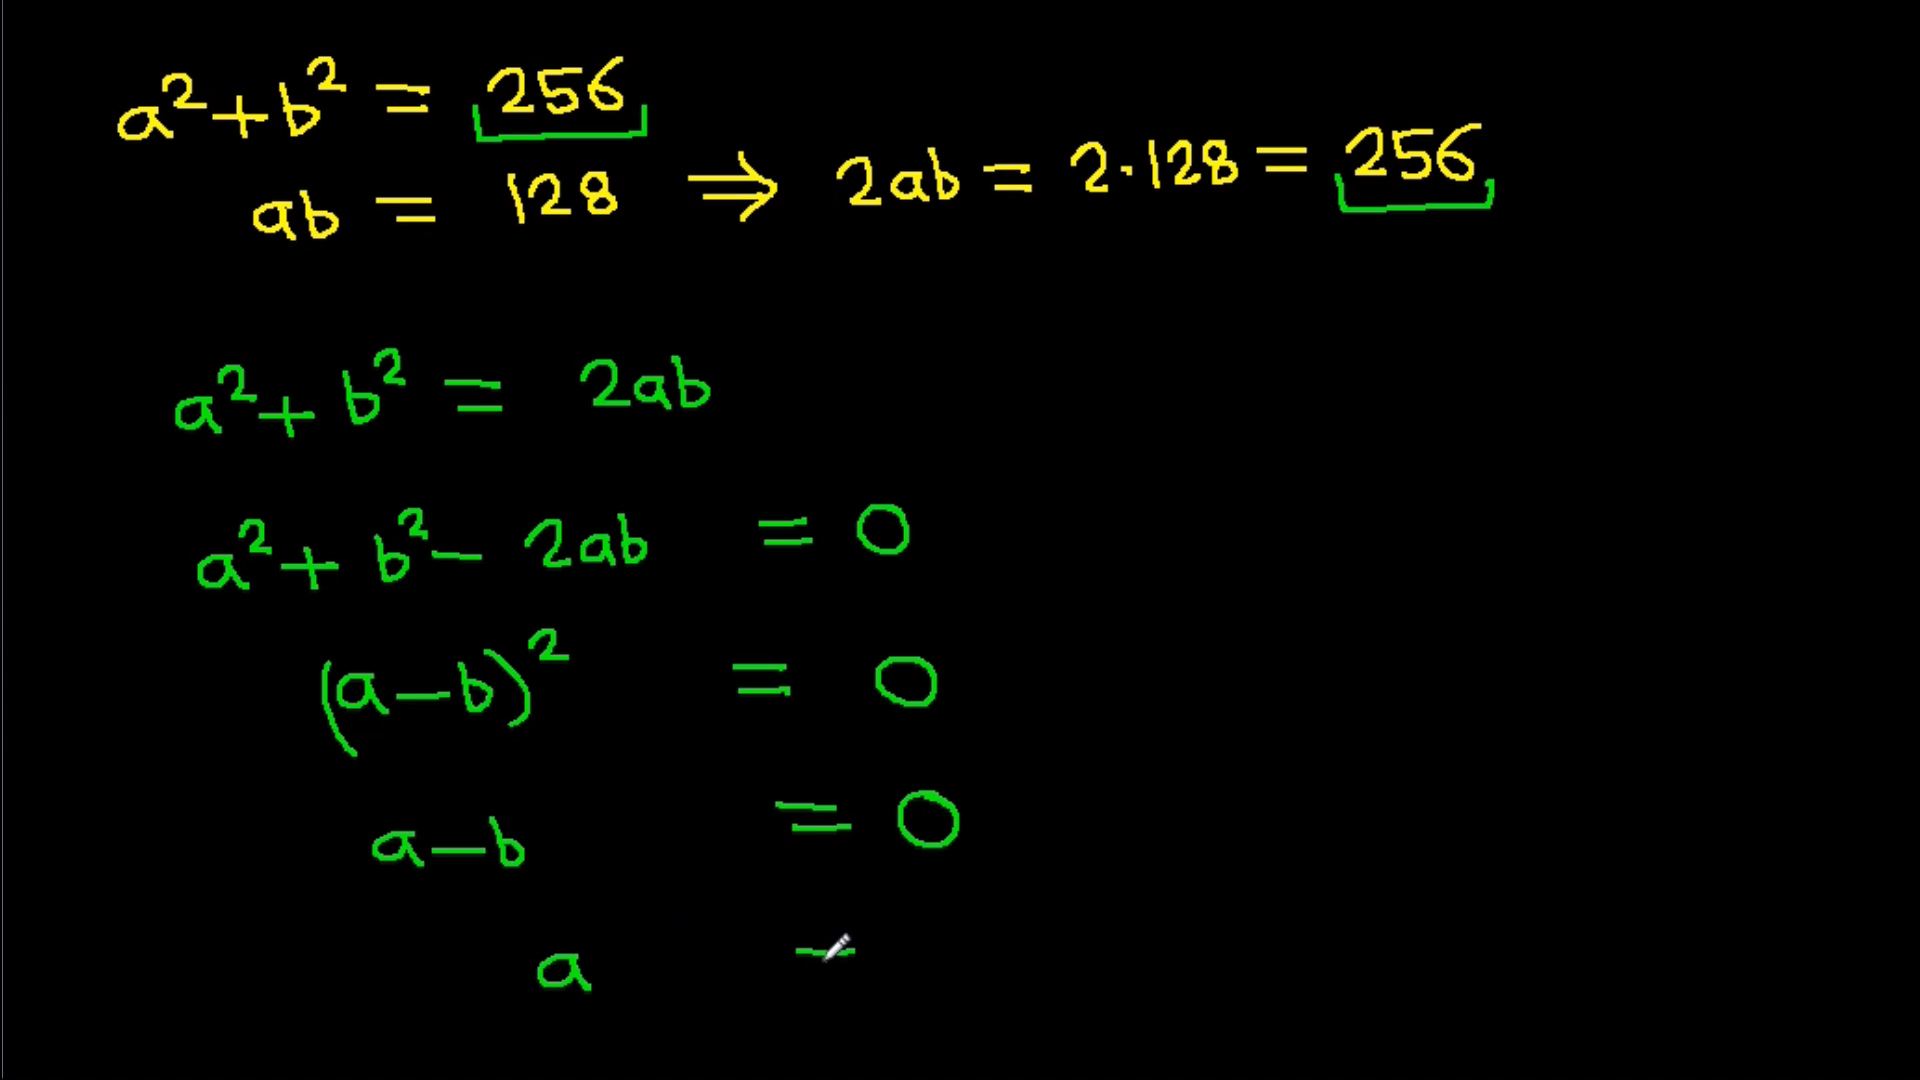 a²+b² = 256
ab = 128 ⇒ 2ab = 2·128 = 256
a²+b² = 2ab
a²+b²-2ab = 0
(a-b)² = 0
a-b = 0
a =